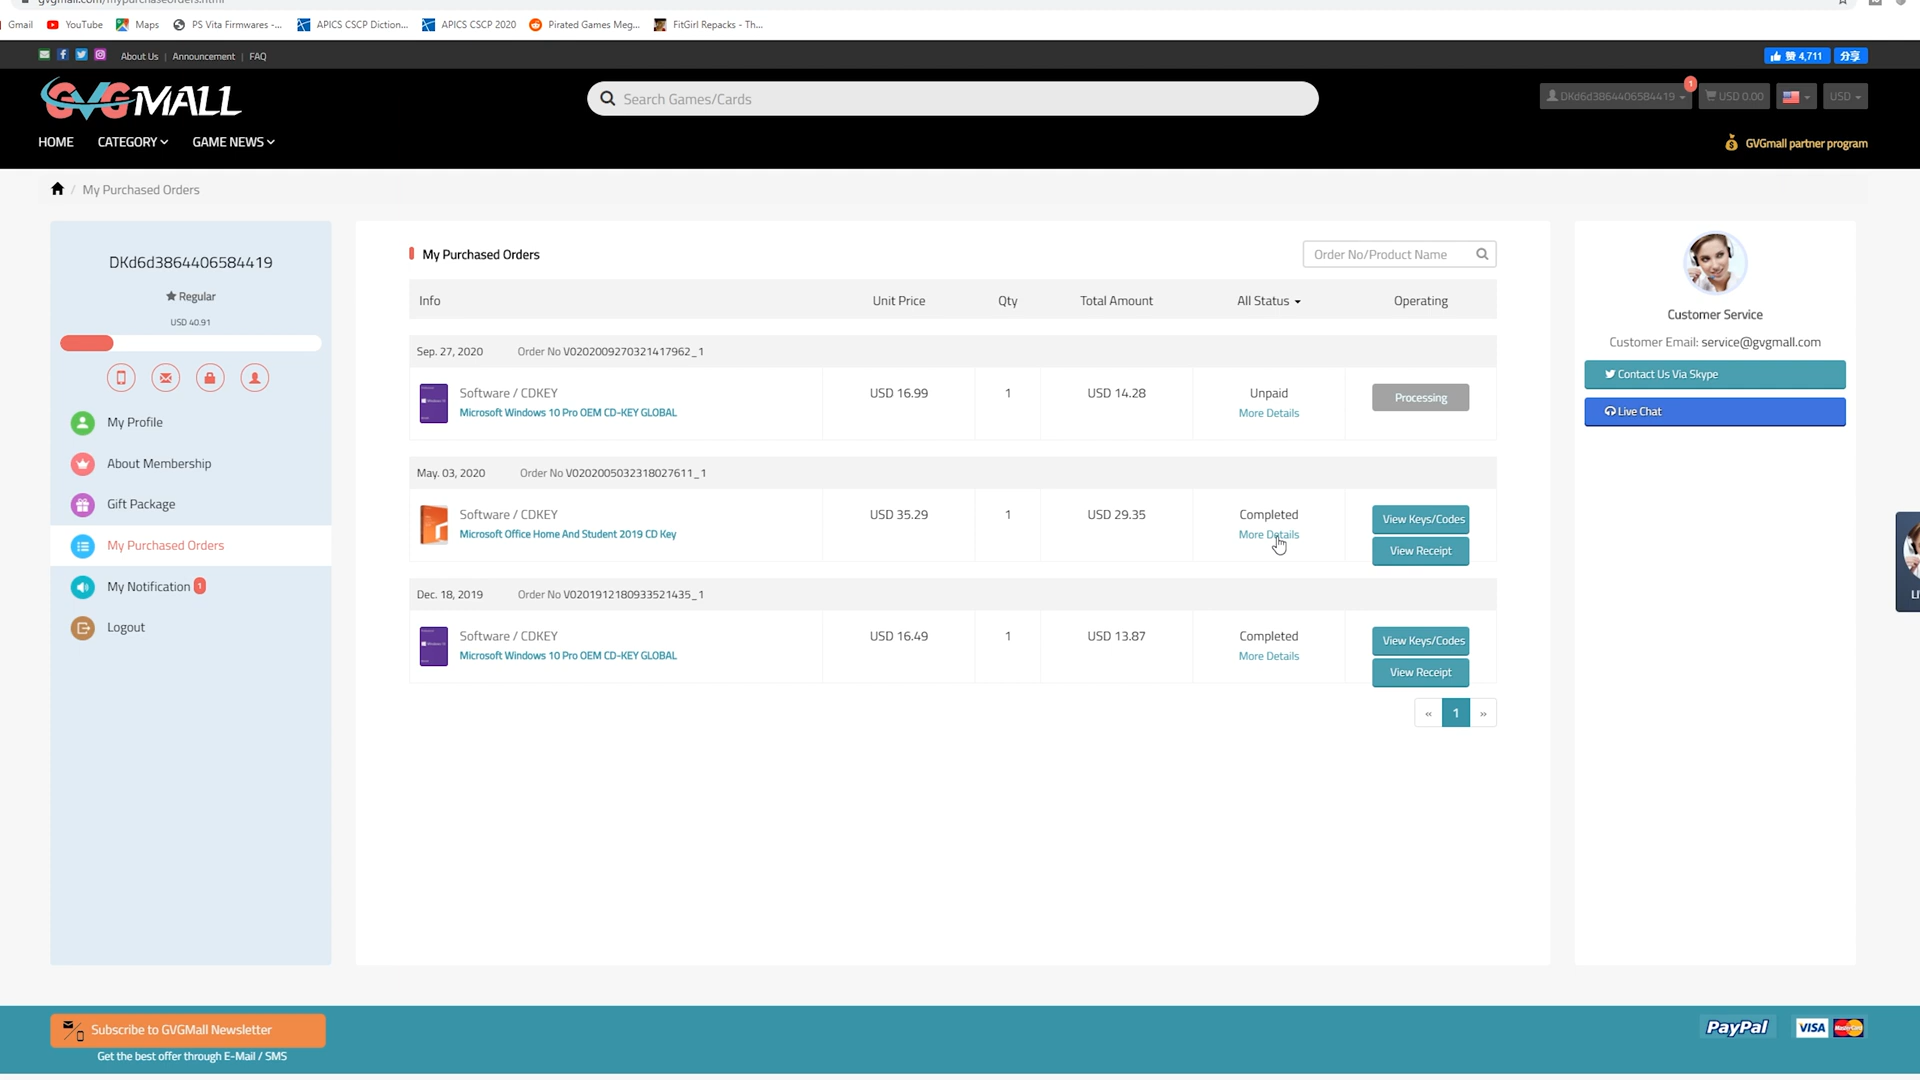 gvgmall.com/mypurchaseorders.html
Gmail YouTube Maps PS Vita Firmwares -... APICS CSCP Diction... APICS CSCP 2020 Pirated Games Meg... FitGirl Repacks - Th...
About Us | Announcement | FAQ
赞 4,711 分享
GVGMALL
Search Games/Cards
DKd6d3864406584419
1
USD 0.00
USD
HOME CATEGORY GAME NEWS
GVGmall partner program
/ My Purchased Orders
DKd6d3864406584419
Regular
USD 40.91
My Profile
About Membership
Gift Package
My Purchased Orders
My Notification 1
Logout
My Purchased Orders
Order No/Product Name
Info Unit Price Qty Total Amount All Status Operating
Sep. 27, 2020 Order No V0202009270321417962_1
Software / CDKEY USD 16.99 1 USD 14.28 Unpaid Processing
Microsoft Windows 10 Pro OEM CD-KEY GLOBAL More Details
May. 03, 2020 Order No V0202005032318027611_1
Software / CDKEY USD 35.29 1 USD 29.35 Completed View Keys/Codes
Microsoft Office Home And Student 2019 CD Key More Details
View Receipt
Dec. 18, 2019 Order No V0201912180933521435_1
Software / CDKEY USD 16.49 1 USD 13.87 Completed View Keys/Codes
Microsoft Windows 10 Pro OEM CD-KEY GLOBAL More Details
View Receipt
« 1 »
Customer Service
Customer Email: service@gvgmall.com
Contact Us Via Skype
Live Chat
Subscribe to GVGMall Newsletter
Get the best offer through E-Mail / SMS
PayPal VISA MasterCard